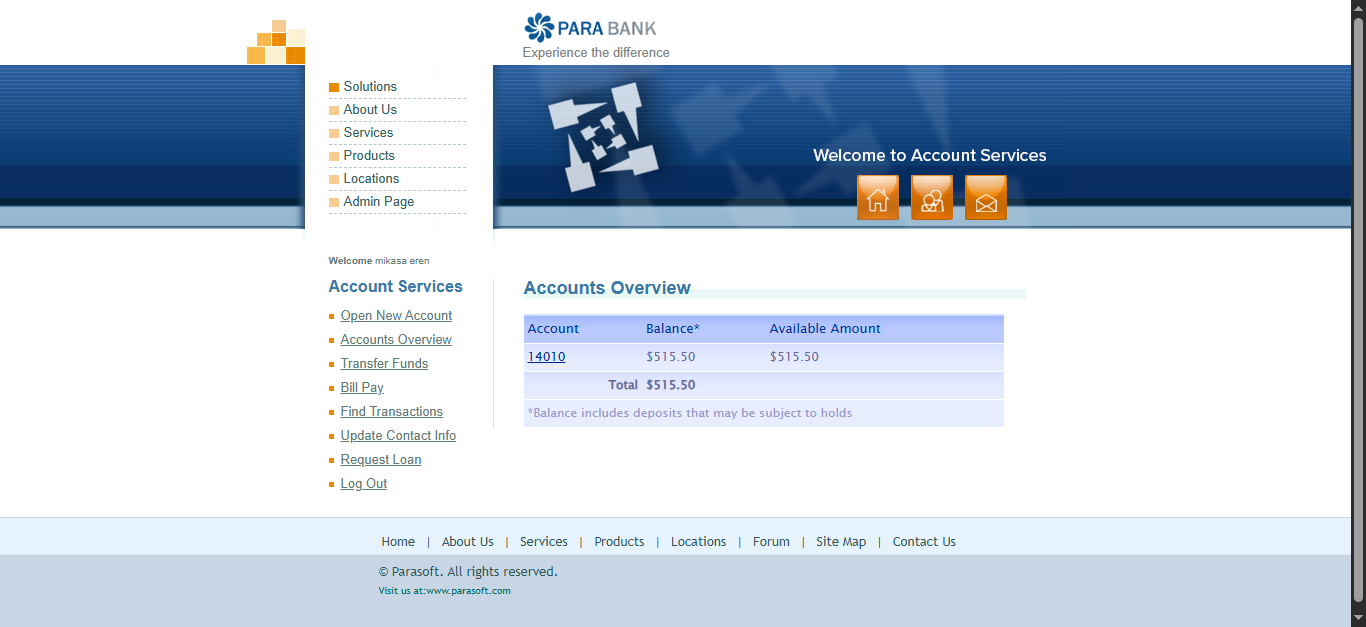 PARA BANK
Experience the difference
Solutions
About Us
Services
Products
Locations
Admin Page
Welcome to Account Services
Welcome mikasa eren
Account Services
Open New Account
Accounts Overview
Transfer Funds
Bill Pay
Find Transactions
Update Contact Info
Request Loan
Log Out
Accounts Overview
Account Balance* Available Amount
14010 $515.50 $515.50
Total $515.50
*Balance includes deposits that may be subject to holds
Home | About Us | Services | Products | Locations | Forum | Site Map | Contact Us
© Parasoft. All rights reserved.
Visit us at:www.parasoft.com